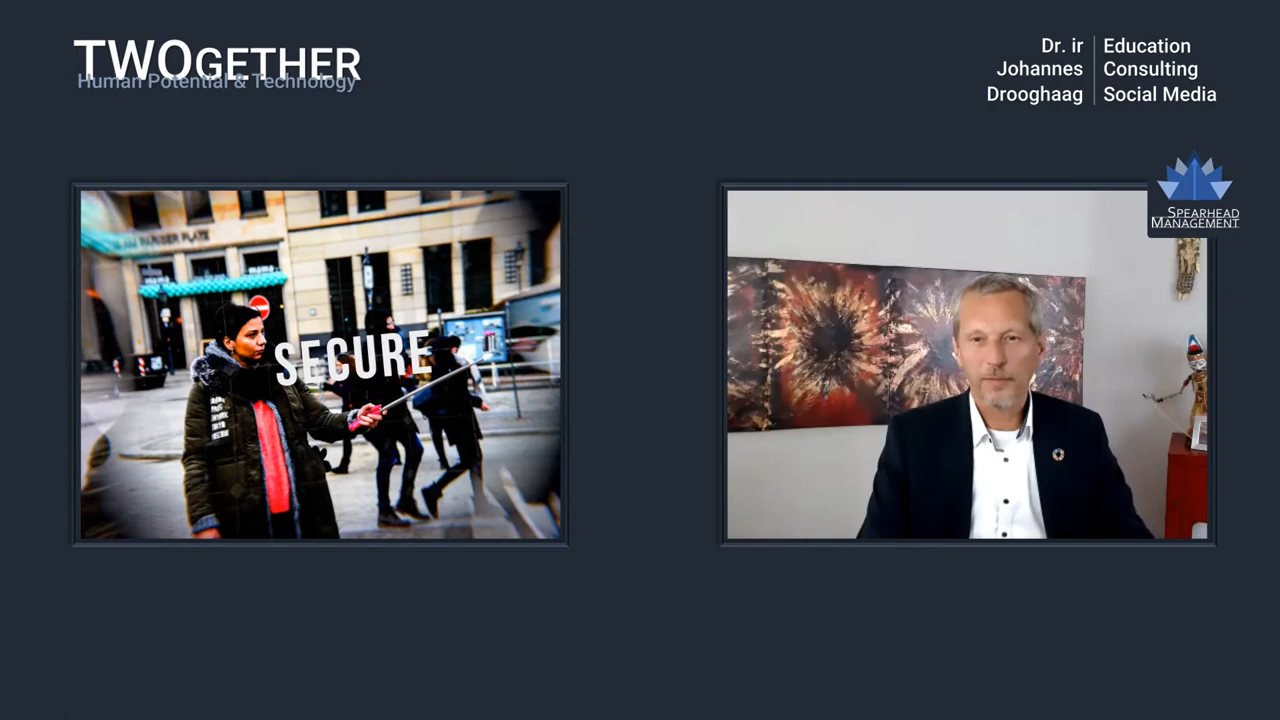 TWOGETHER
Human Potential & Technology
Dr. ir
Johannes
Drooghaag
Education
Consulting
Social Media
SPEARHEAD
MANAGEMENT
SECURE